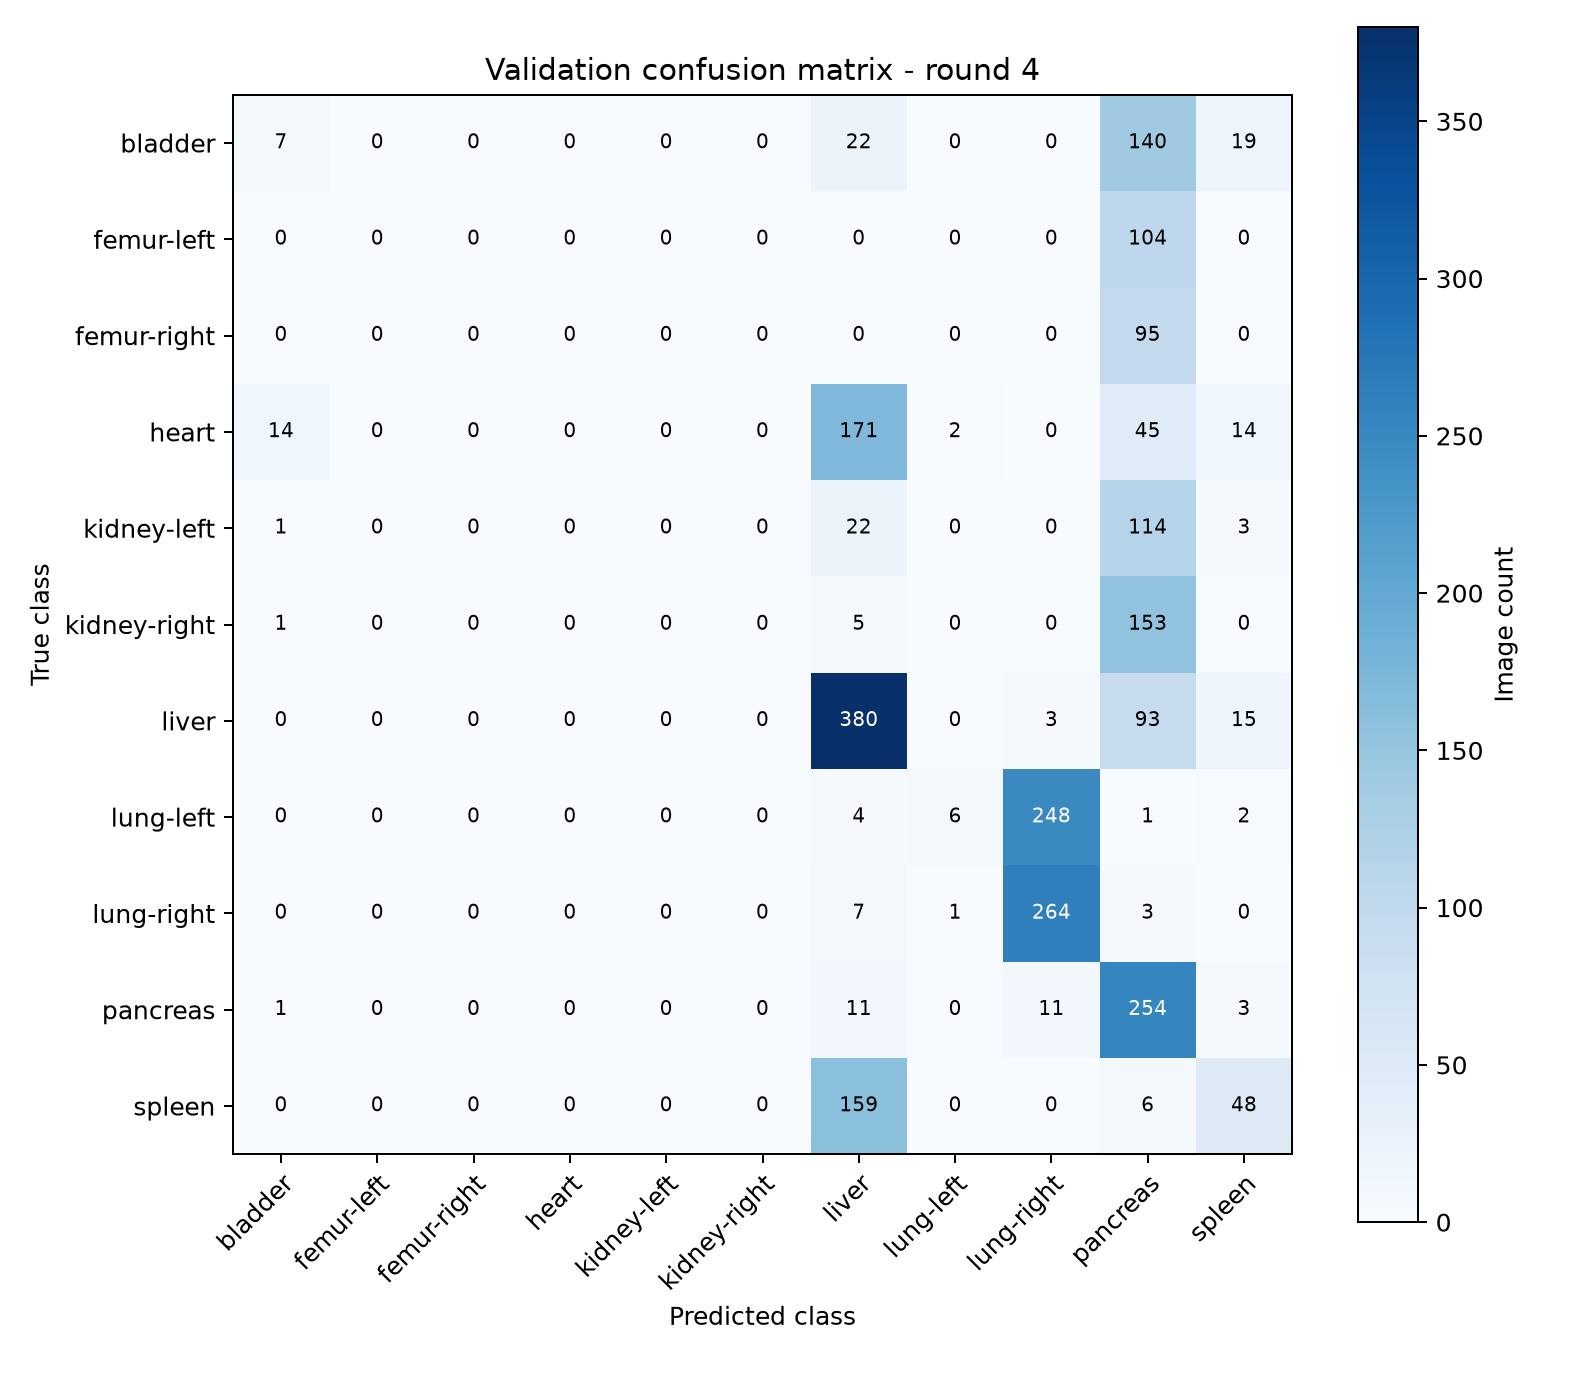 Validation confusion matrix - round 4
bladder 7 0 0 0 0 0 22 0 0 140 19
femur-left 0 0 0 0 0 0 0 0 0 104 0
femur-right 0 0 0 0 0 0 0 0 0 95 0
heart 14 0 0 0 0 0 171 2 0 45 14
kidney-left 1 0 0 0 0 0 22 0 0 114 3
kidney-right 1 0 0 0 0 0 5 0 0 153 0
liver 0 0 0 0 0 0 380 0 3 93 15
lung-left 0 0 0 0 0 0 4 6 248 1 2
lung-right 0 0 0 0 0 0 7 1 264 3 0
pancreas 1 0 0 0 0 0 11 0 11 254 3
spleen 0 0 0 0 0 0 159 0 0 6 48
bladder femur-left femur-right heart kidney-left kidney-right liver lung-left lung-right pancreas spleen
Predicted class
True class
350
300
250
200
150
100
50
0
Image count